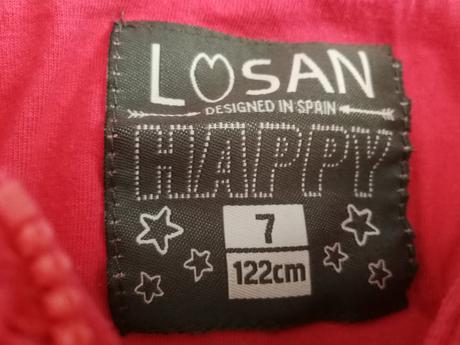 LOSAN
DESIGNED IN SPAIN
HAPPY
7
122cm